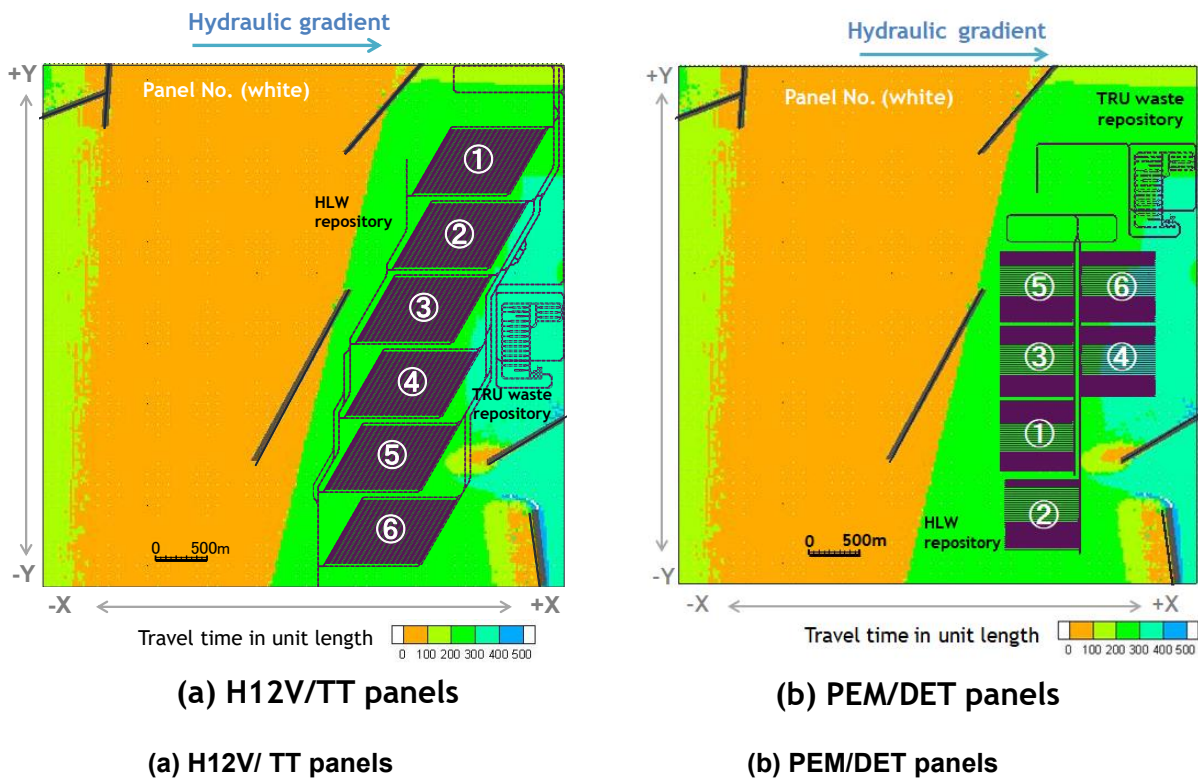 Hydraulic gradient
+Y
Panel No. (white)
①
HLW
repository
②
③
④
TRU waste
repository
⑤
⑥
0 500m
-Y
-X
+X
Travel time in unit length
0 100 200 300 400 500
(a) H12V/TT panels
(a) H12V/ TT panels
Hydraulic gradient
+Y
Panel No. (white)
TRU waste
repository
⑤ ⑥
③ ④
①
②
HLW
repository
0 500m
-Y
-X
+X
Travel time in unit length
0 100 200 300 400 500
(b) PEM/DET panels
(b) PEM/DET panels